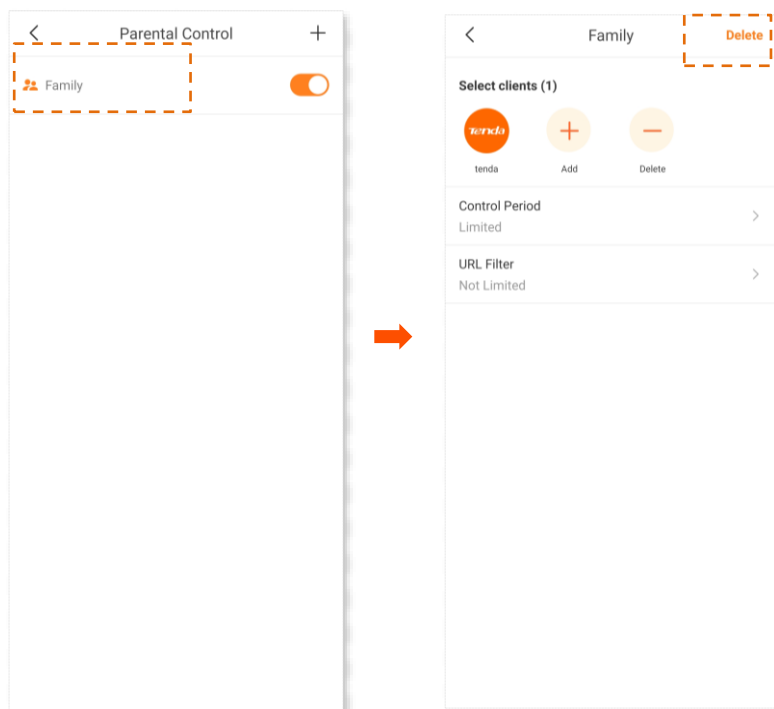 Parental Control
Family
Family
Delete
Select clients (1)
Tenda
tenda
Add
Delete
Control Period
Limited
URL Filter
Not Limited